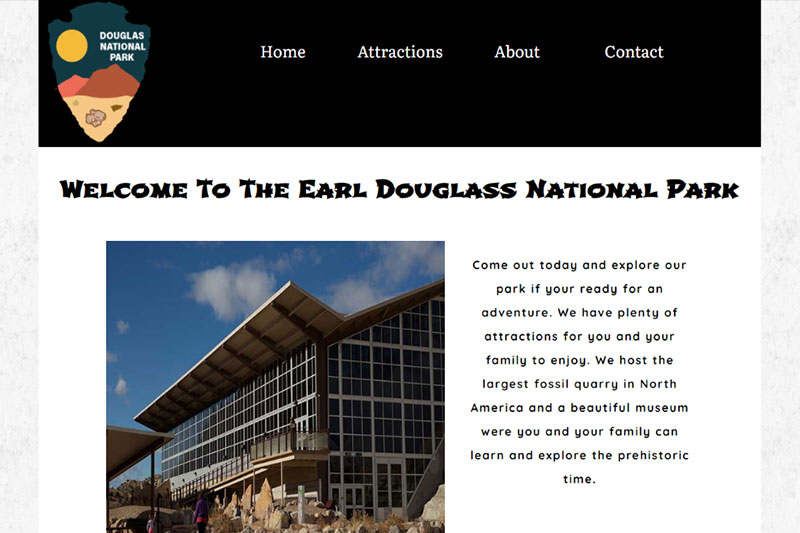 DOUGLAS
NATIONAL
PARK
Home Attractions About Contact
Welcome To The Earl Douglass National Park
Come out today and explore our
park if your ready for an
adventure. We have plenty of
attractions for you and your
family to enjoy. We host the
largest fossil quarry in North
America and a beautiful museum
were you and your family can
learn and explore the prehistoric
time.